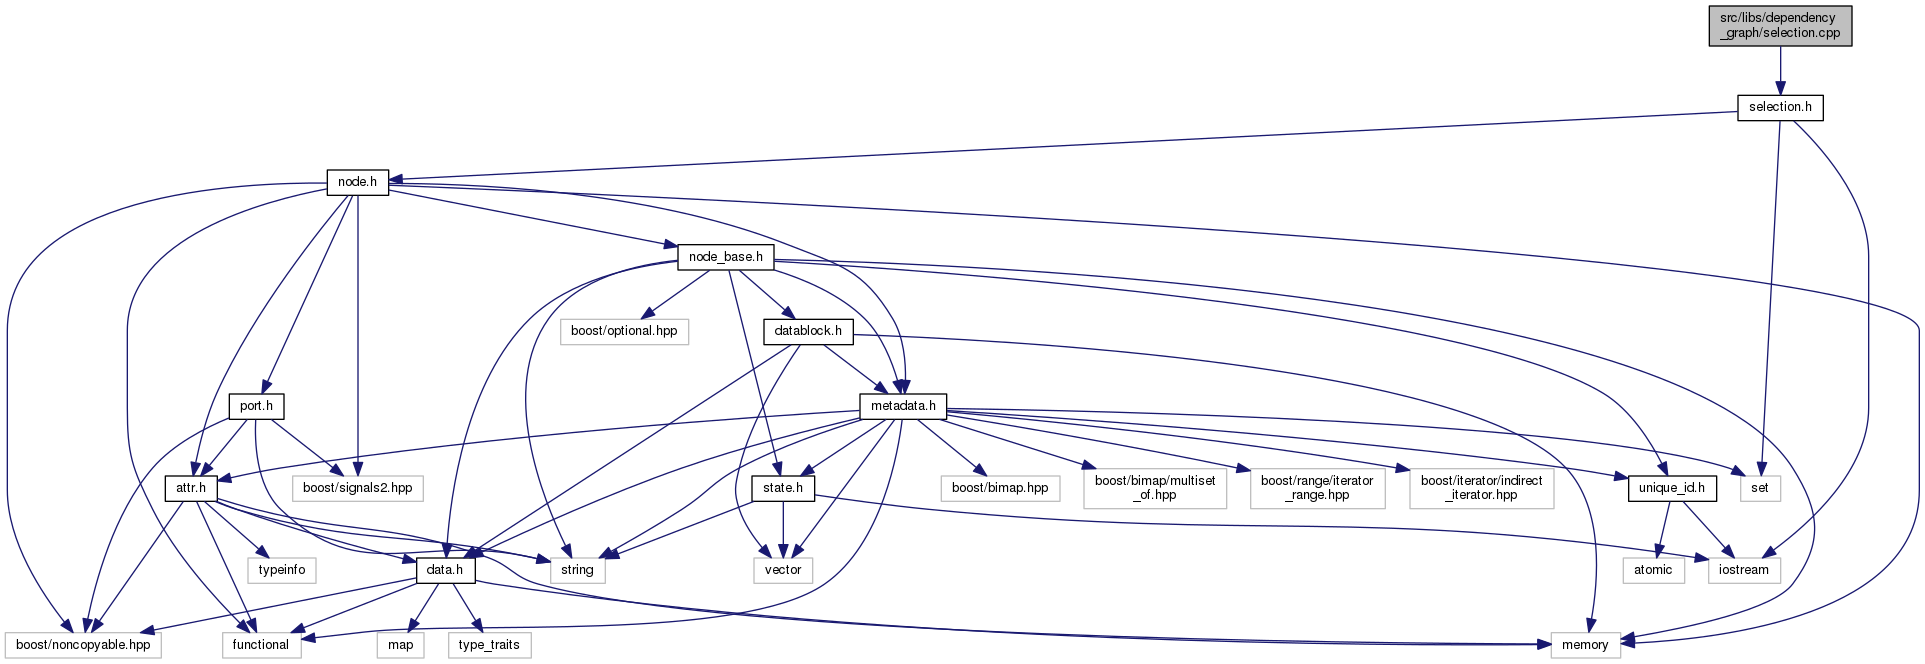 src/libs/dependency
_graph/selection.cpp
selection.h
node.h
node_base.h
boost/optional.hpp
datablock.h
port.h
metadata.h
attr.h
boost/signals2.hpp
state.h
boost/bimap.hpp
boost/bimap/multiset
_of.hpp
boost/range/iterator
_range.hpp
boost/iterator/indirect
_iterator.hpp
unique_id.h
set
typeinfo
data.h
string
vector
atomic
iostream
boost/noncopyable.hpp
functional
map
type_traits
memory